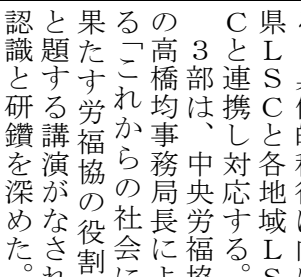 県ＬＳＣと各地域ＬＳ
Ｃと連携し対応する。
３部は、中央労福協
の高橋均事務局長によ
る「これからの社会に
果たす労福協の役割
と題する講演がなされ
認識と研鑽を深めた。